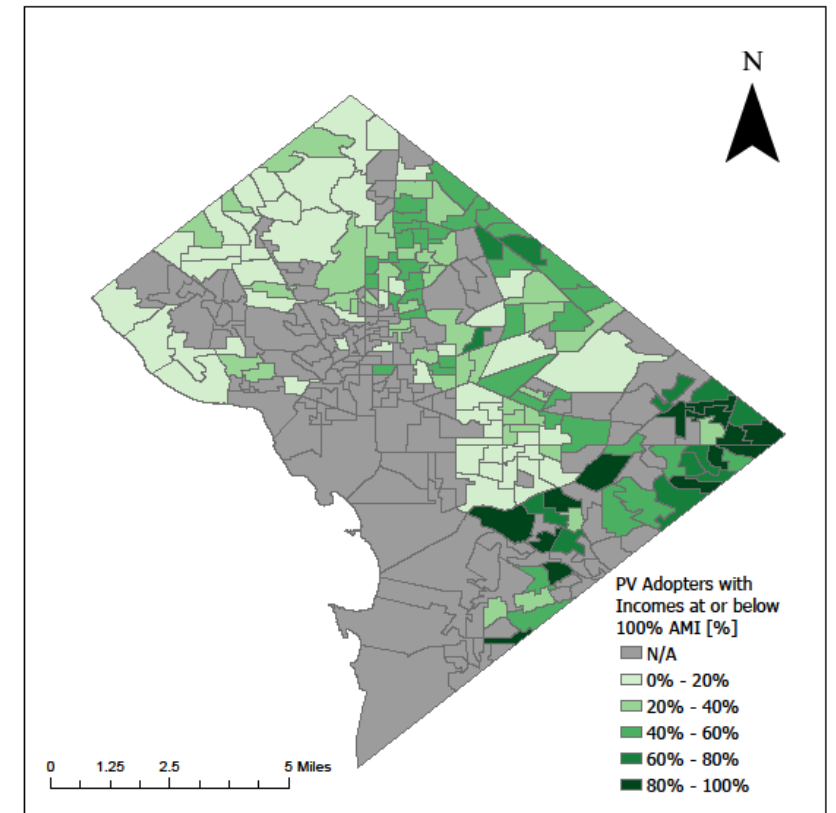 N
PV Adopters with
Incomes at or below
100% AMI [%]
N/A
0% - 20%
20% - 40%
40% - 60%
60% - 80%
80% - 100%
0 1.25 2.5 5 Miles